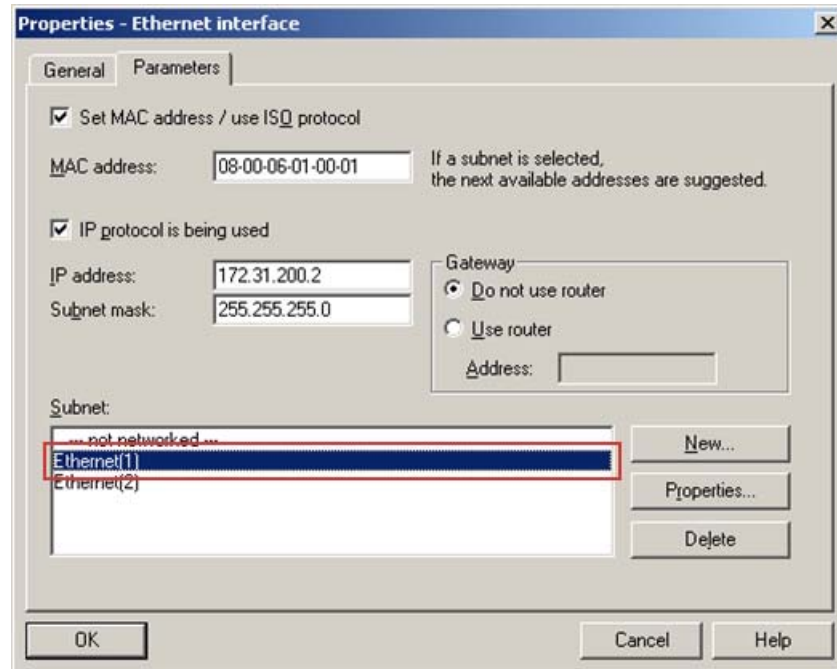 Properties - Ethernet interface
General
Parameters
Set MAC address / use ISO protocol
MAC address:
08-00-06-01-00-01
If a subnet is selected,
the next available addresses are suggested.
IP protocol is being used
IP address:
172.31.200.2
Subnet mask:
255.255.255.0
Gateway
Do not use router
Use router
Address:
Subnet:
--- not networked ---
Ethernet(1)
Ethernet(2)
New...
Properties...
Delete
OK
Cancel
Help